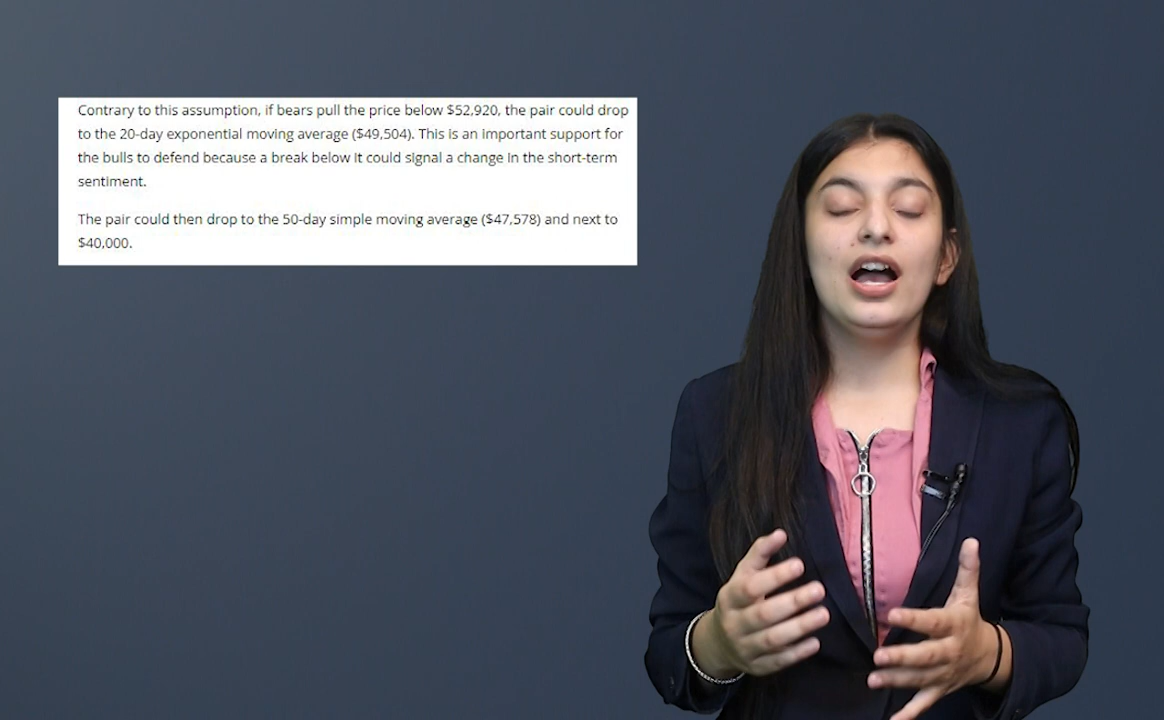 Contrary to this assumption, if bears pull the price below $52,920, the pair could drop
to the 20-day exponential moving average ($49,504). This is an important support for
the bulls to defend because a break below it could signal a change in the short-term
sentiment.
The pair could then drop to the 50-day simple moving average ($47,578) and next to
$40,000.